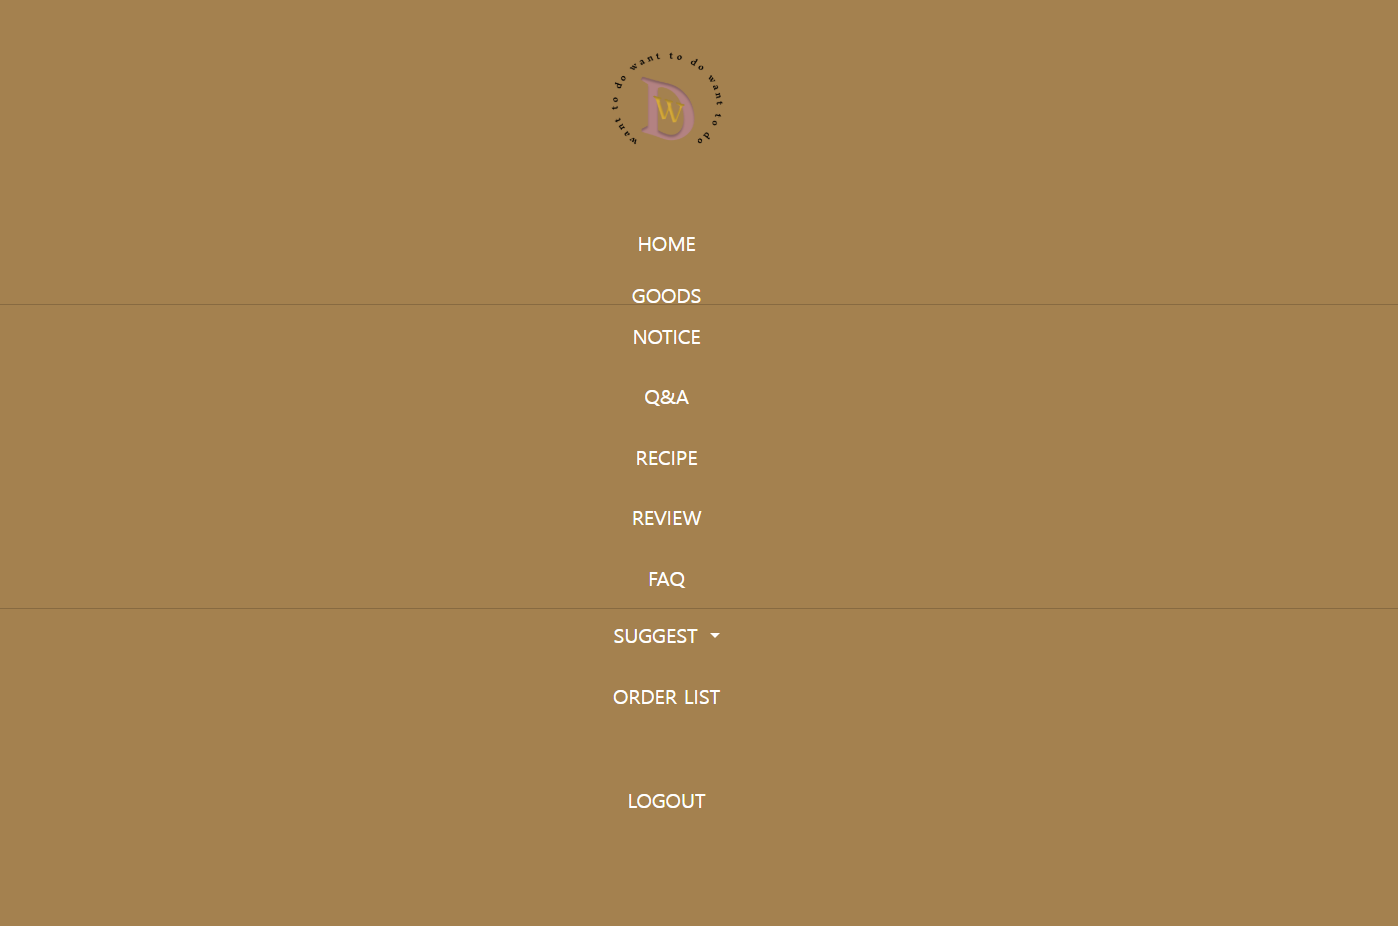 want to do want to do want to do
D
W
HOME
GOODS
NOTICE
Q&A
RECIPE
REVIEW
FAQ
SUGGEST
ORDER LIST
LOGOUT